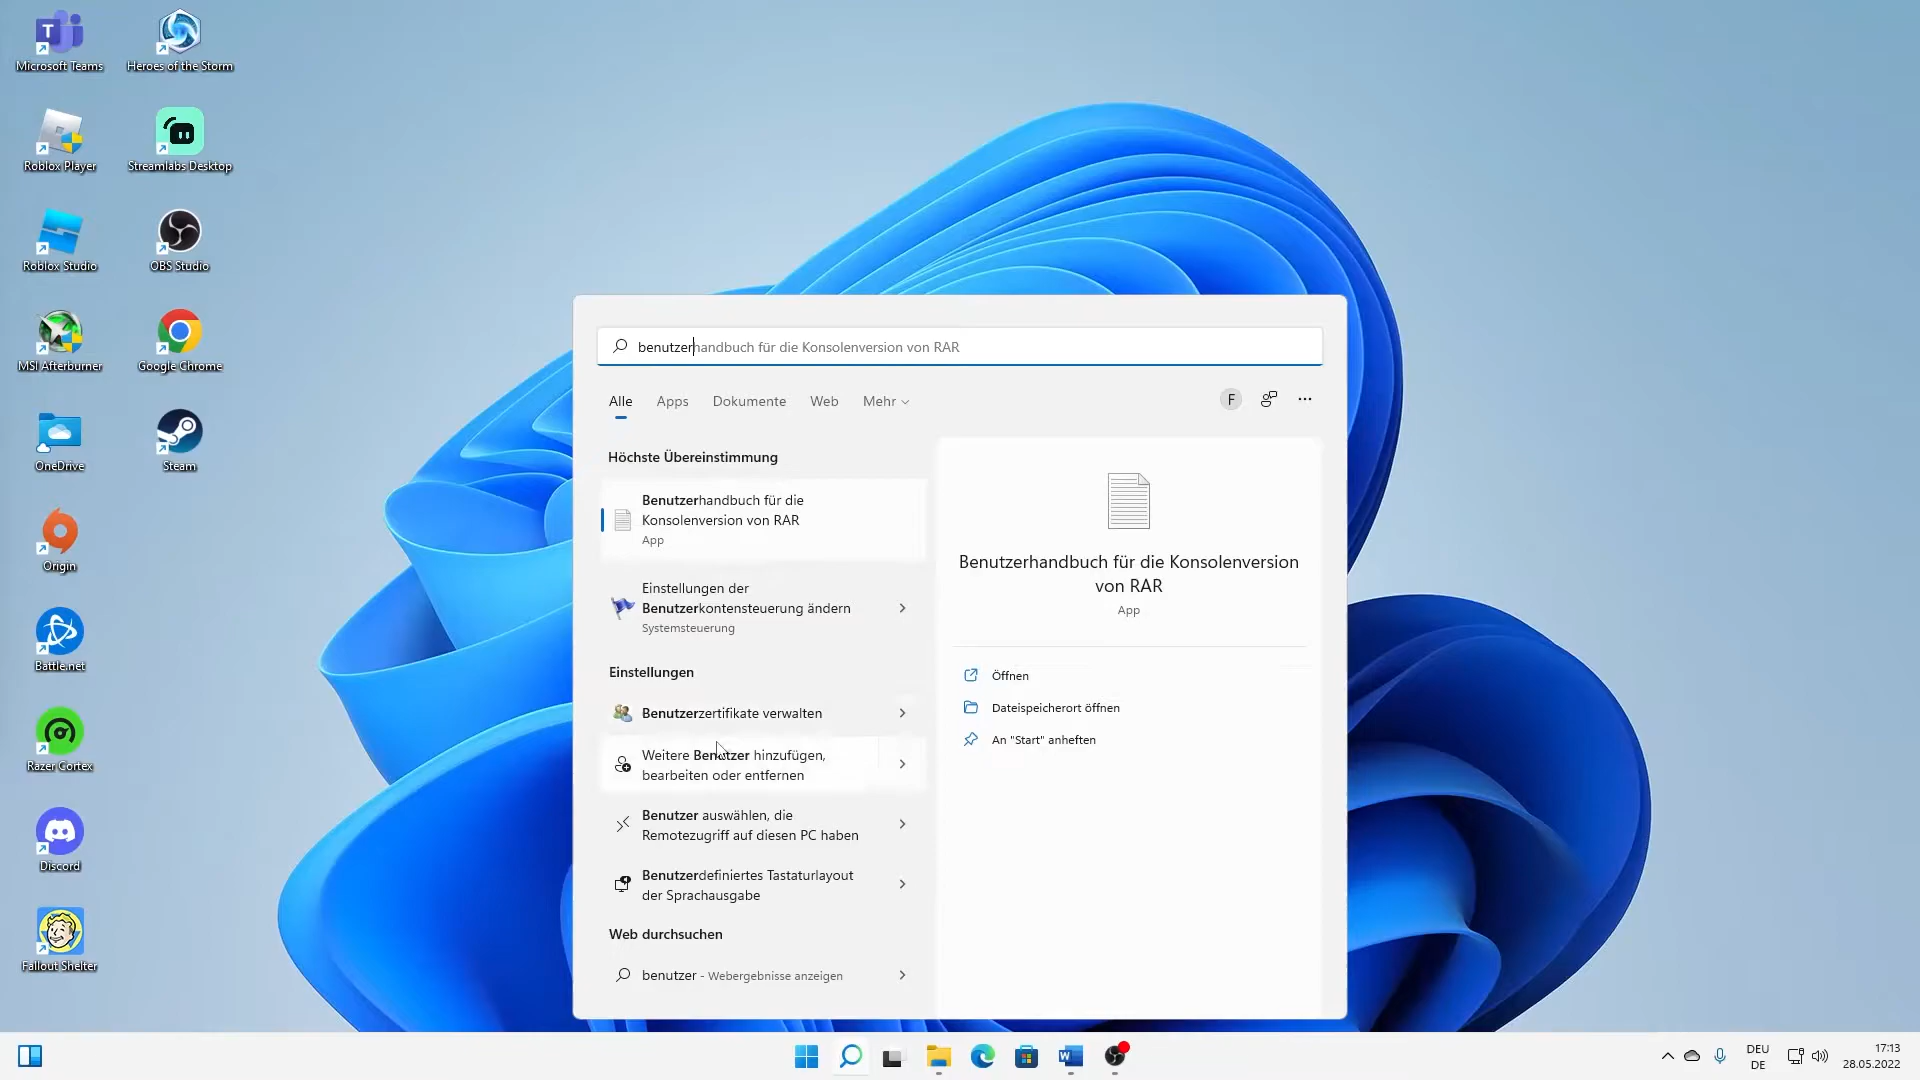 Microsoft Teams
Heroes of the Storm
Roblox Player
Streamlabs Desktop
Roblox Studio
OBS Studio
MSI Afterburner
Google Chrome
OneDrive
Steam
Origin
Battle.net
Razer Cortex
Discord
Fallout Shelter
benutzerhandbuch für die Konsolenversion von RAR
Alle Apps Dokumente Web Mehr
F
Höchste Übereinstimmung
Benutzerhandbuch für die
Konsolenversion von RAR
App
Einstellungen der
Benutzerkontensteuerung ändern
Systemsteuerung
Einstellungen
Benutzerzertifikate verwalten
Weitere Benutzer hinzufügen,
bearbeiten oder entfernen
Benutzer auswählen, die
Remotezugriff auf diesen PC haben
Benutzerdefiniertes Tastaturlayout
der Sprachausgabe
Web durchsuchen
benutzer - Webergebnisse anzeigen
Benutzerhandbuch für die Konsolenversion
von RAR
App
Öffnen
Dateispeicherort öffnen
An "Start" anheften
DEU
DE
17:13
28.05.2022